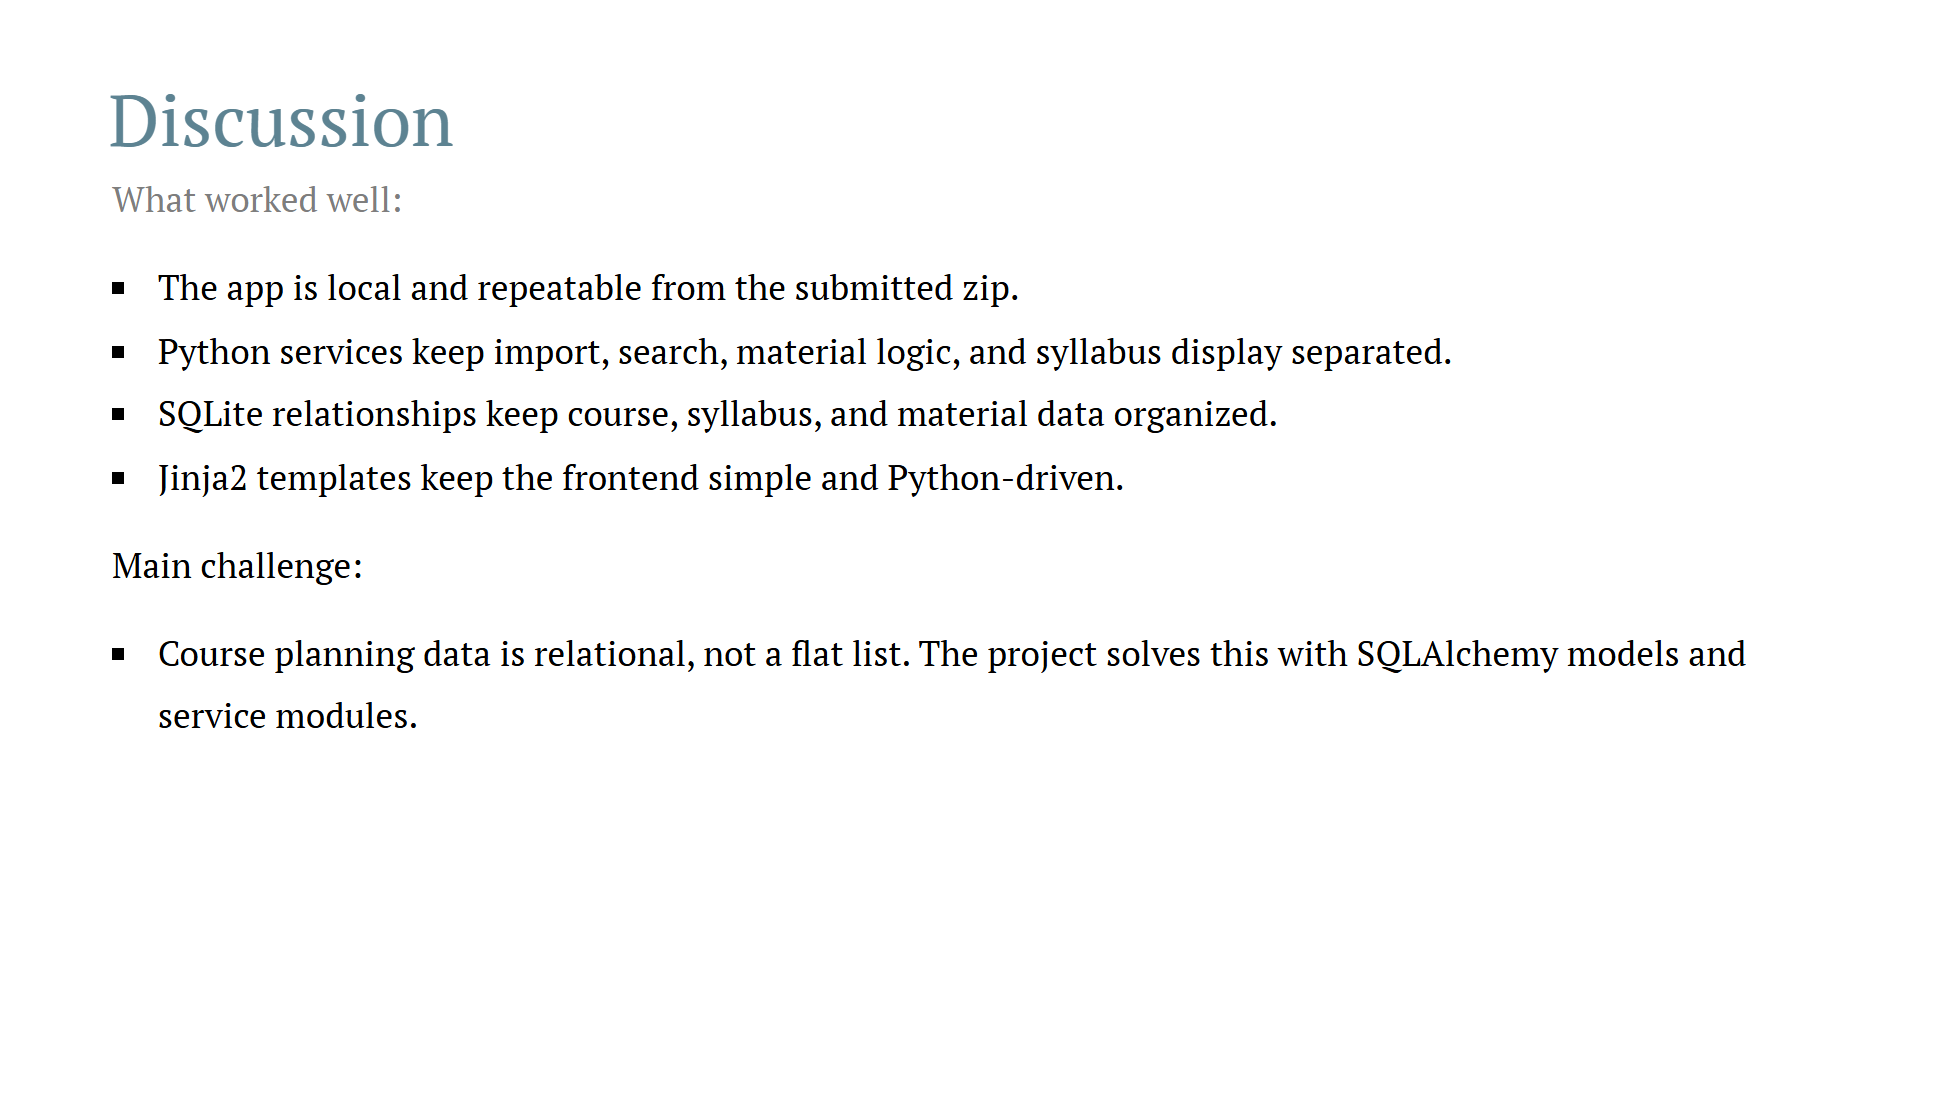 Discussion
What worked well:
▪ The app is local and repeatable from the submitted zip.
▪ Python services keep import, search, material logic, and syllabus display separated.
▪ SQLite relationships keep course, syllabus, and material data organized.
▪ Jinja2 templates keep the frontend simple and Python-driven.
Main challenge:
▪ Course planning data is relational, not a flat list. The project solves this with SQLAlchemy models and
service modules.